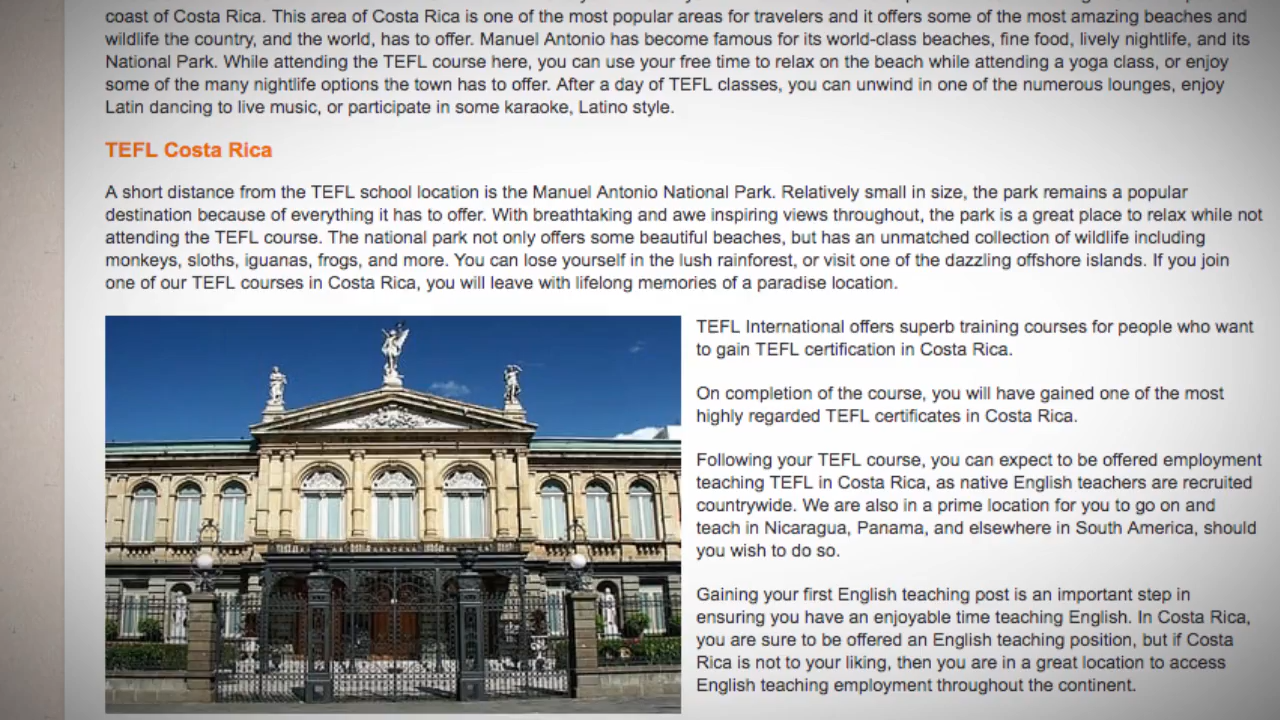 coast of Costa Rica. This area of Costa Rica is one of the most popular areas for travelers and it offers some of the most amazing beaches and
wildlife the country, and the world, has to offer. Manuel Antonio has become famous for its world-class beaches, fine food, lively nightlife, and its
National Park. While attending the TEFL course here, you can use your free time to relax on the beach while attending a yoga class, or enjoy
some of the many nightlife options the town has to offer. After a day of TEFL classes, you can unwind in one of the numerous lounges, enjoy
Latin dancing to live music, or participate in some karaoke, Latino style.
TEFL Costa Rica
A short distance from the TEFL school location is the Manuel Antonio National Park. Relatively small in size, the park remains a popular
destination because of everything it has to offer. With breathtaking and awe inspiring views throughout, the park is a great place to relax while not
attending the TEFL course. The national park not only offers some beautiful beaches, but has an unmatched collection of wildlife including
monkeys, sloths, iguanas, frogs, and more. You can lose yourself in the lush rainforest, or visit one of the dazzling offshore islands. If you join
one of our TEFL courses in Costa Rica, you will leave with lifelong memories of a paradise location.
TEFL International offers superb training courses for people who want
to gain TEFL certification in Costa Rica.
On completion of the course, you will have gained one of the most
highly regarded TEFL certificates in Costa Rica.
Following your TEFL course, you can expect to be offered employment
teaching TEFL in Costa Rica, as native English teachers are recruited
countrywide. We are also in a prime location for you to go on and
teach in Nicaragua, Panama, and elsewhere in South America, should
you wish to do so.
Gaining your first English teaching post is an important step in
ensuring you have an enjoyable time teaching English. In Costa Rica,
you are sure to be offered an English teaching position, but if Costa
Rica is not to your liking, then you are in a great location to access
English teaching employment throughout the continent.